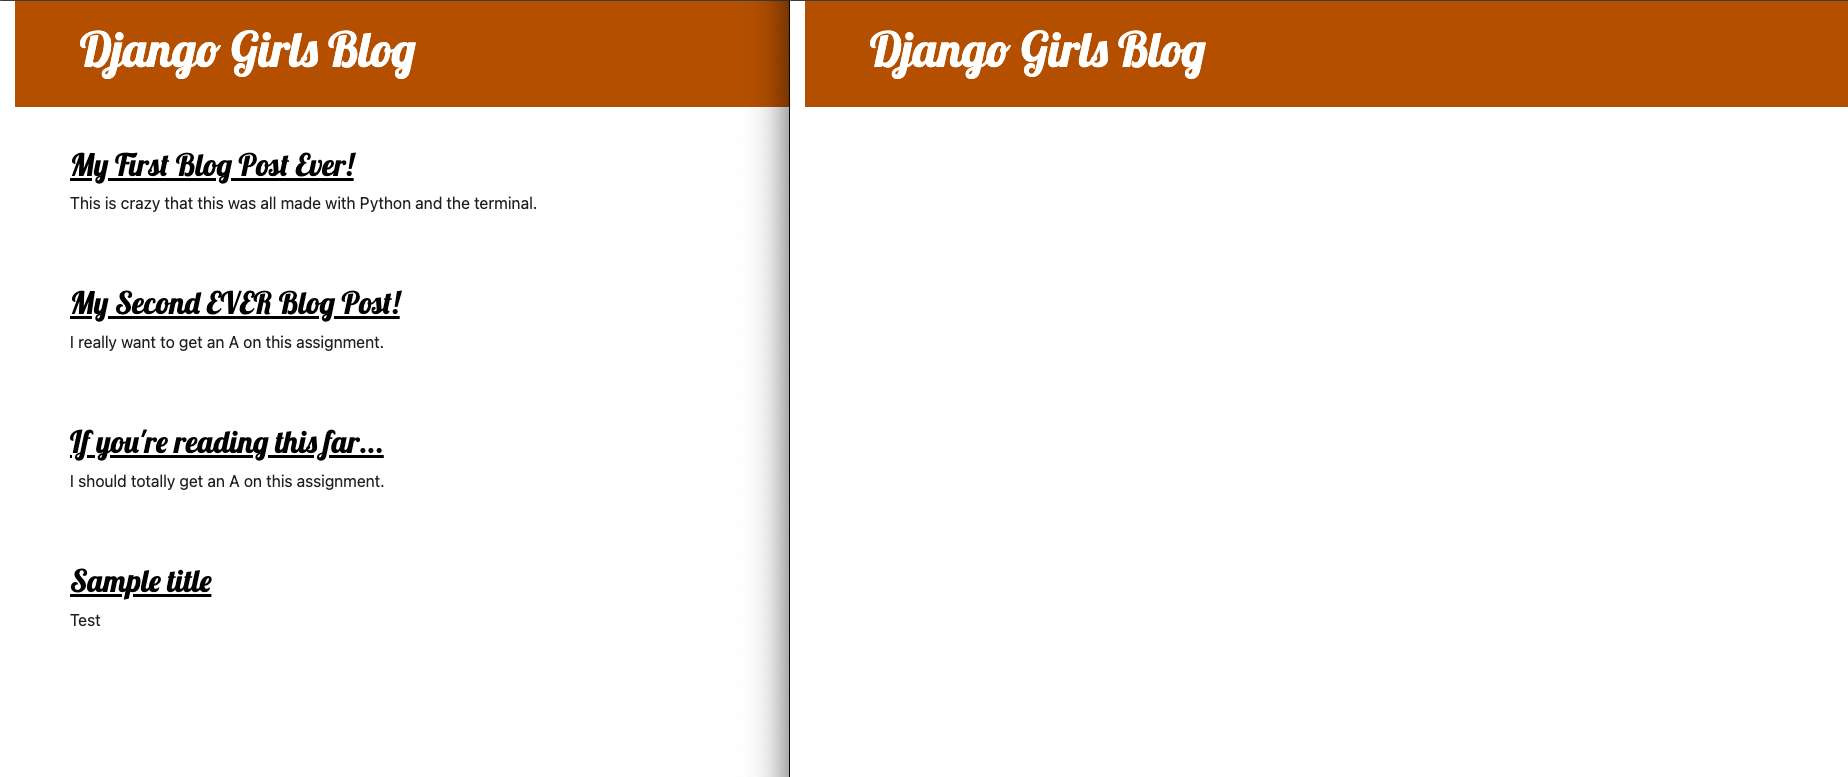 Django Girls Blog
My First Blog Post Ever!
This is crazy that this was all made with Python and the terminal.
My Second EVER Blog Post!
I really want to get an A on this assignment.
If you're reading this far...
I should totally get an A on this assignment.
Sample title
Test
Django Girls Blog